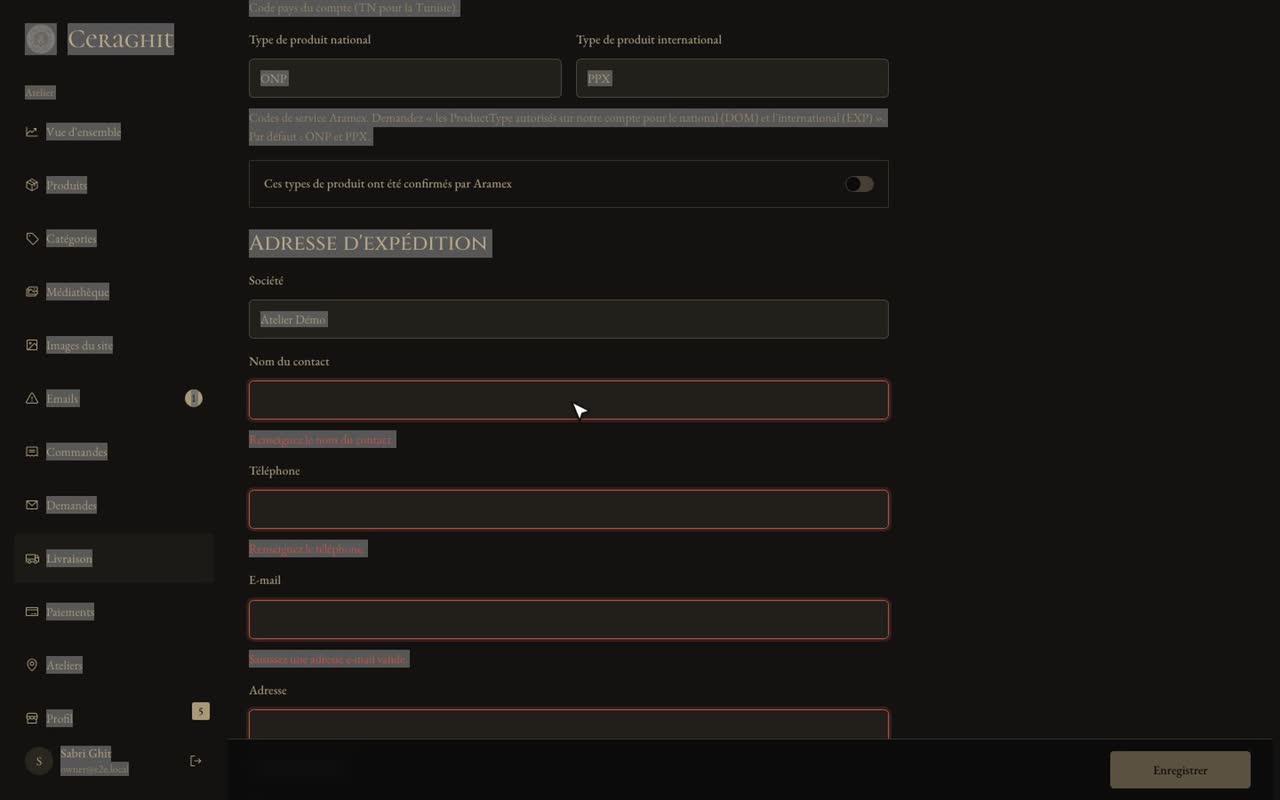 Ceraghit
Atelier
Vue d'ensemble
Produits
Catégories
Médiathèque
Images du site
Emails
1
Commandes
Demandes
Livraison
Paiements
Ateliers
Profil
5
S
Sabri Ghit
owner@e2e.local
Code pays du compte (TN pour la Tunisie).
Type de produit national
Type de produit international
ONP
PPX
Codes de service Aramex. Demandez « les ProductType autorisés sur notre compte pour le national (DOM) et l'international (EXP) ».
Par défaut : ONP et PPX.
Ces types de produit ont été confirmés par Aramex
Adresse d'expédition
Société
Atelier Démo
Nom du contact
Renseignez le nom du contact.
Téléphone
Renseignez le téléphone.
E-mail
Saisissez une adresse e-mail valide.
Adresse
Enregistrer